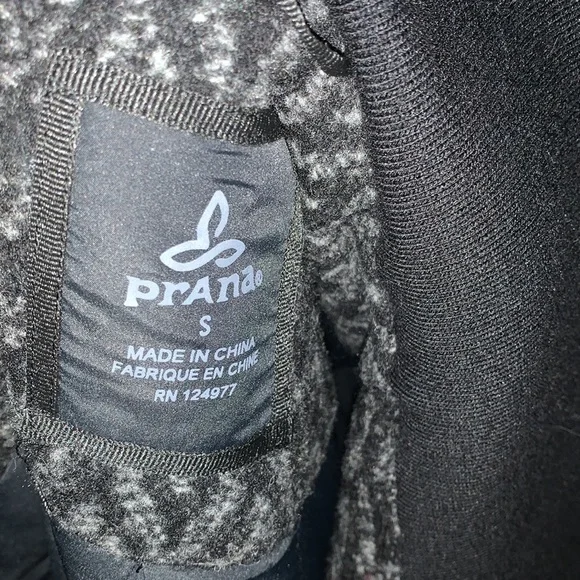 prAna®
S
MADE IN CHINA
FABRIQUE EN CHINE
RN 124977